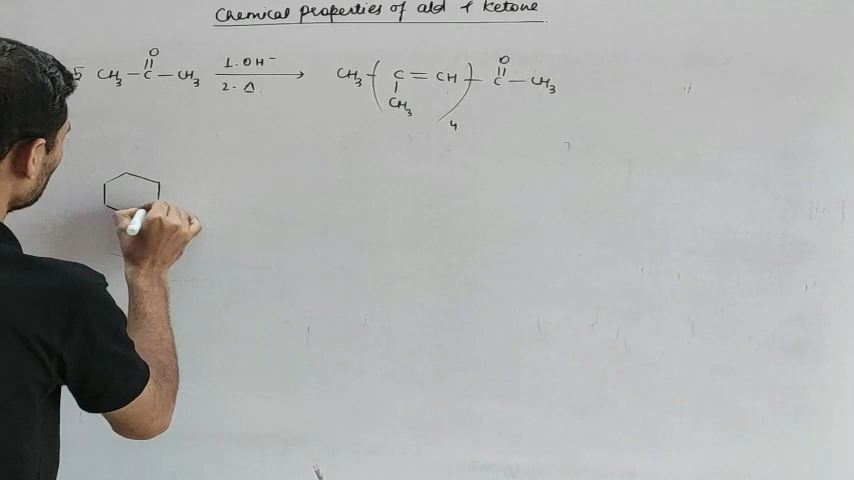 Chemical properties of ald & ketone
5 CH3-C(=O)-CH3 1. OH- 2. Δ → CH3-(C(CH3)=CH)4-C(=O)-CH3